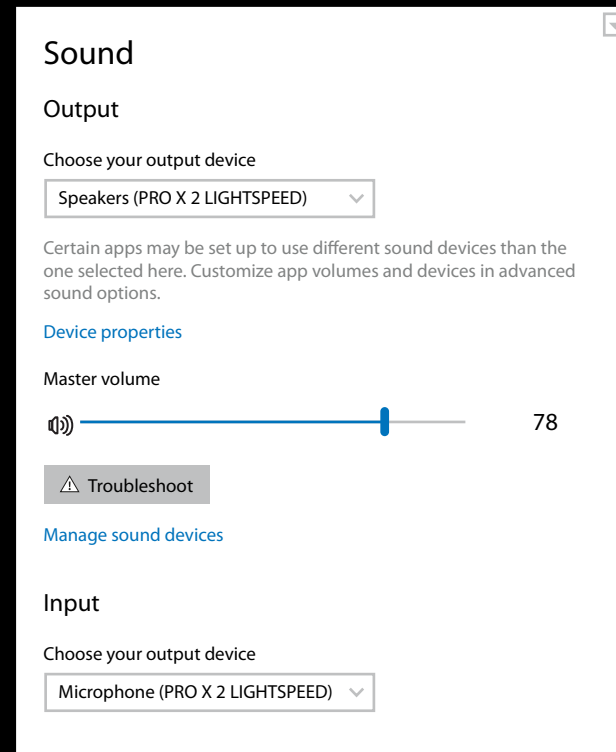 Sound
Output
Choose your output device
Speakers (PRO X 2 LIGHTSPEED)
Certain apps may be set up to use different sound devices than the
one selected here. Customize app volumes and devices in advanced
sound options.
Device properties
Master volume
78
Troubleshoot
Manage sound devices
Input
Choose your output device
Microphone (PRO X 2 LIGHTSPEED)